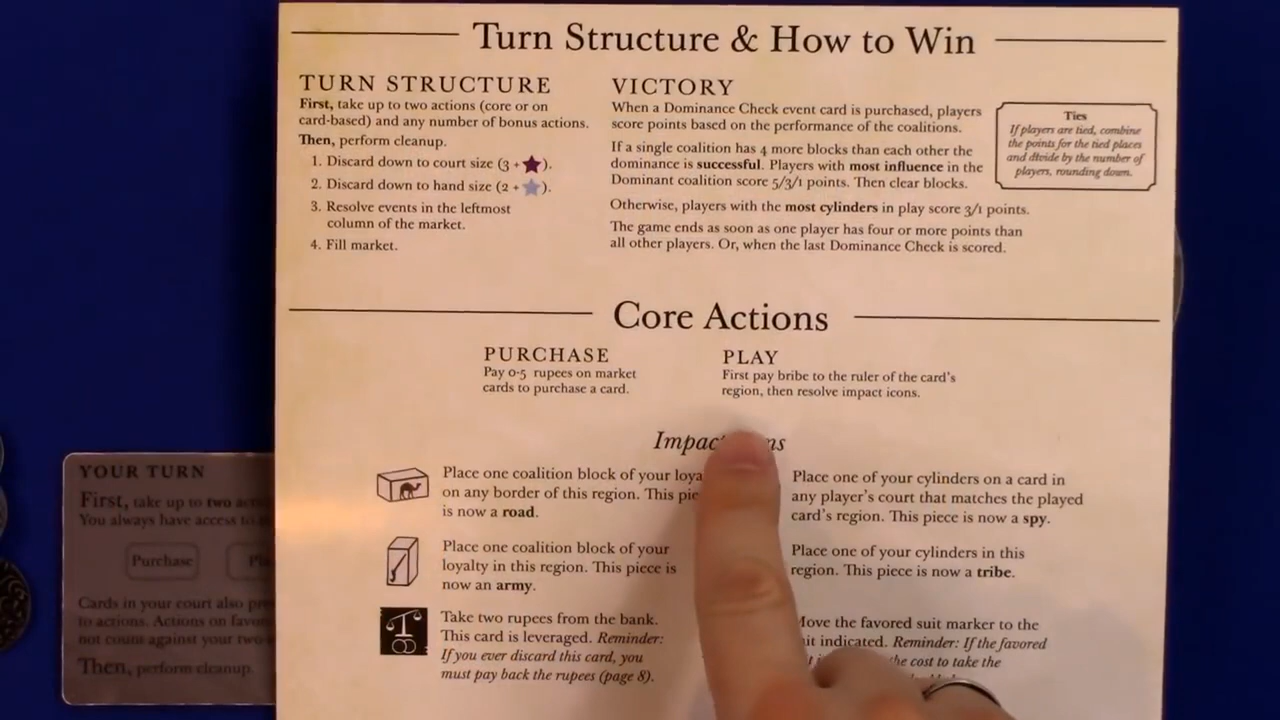 Turn Structure & How to Win
TURN STRUCTURE
First, take up to two actions (core or on
card-based) and any number of bonus actions.
Then, perform cleanup.
1. Discard down to court size (3 + ).
2. Discard down to hand size (2 + ).
3. Resolve events in the leftmost
column of the market.
4. Fill market.
VICTORY
When a Dominance Check event card is purchased, players
score points based on the performance of the coalitions.
If a single coalition has 4 more blocks than each other the
dominance is successful. Players with most influence in the
Dominant coalition score 5/3/1 points. Then clear blocks.
Otherwise, players with the most cylinders in play score 3/1 points.
The game ends as soon as one player has four or more points than
all other players. Or, when the last Dominance Check is scored.
Ties
If players are tied, combine
the points for the tied places
and divide by the number of
players, rounding down.
Core Actions
PURCHASE
Pay 0-5 rupees on market
cards to purchase a card.
PLAY
First pay bribe to the ruler of the card's
region, then resolve impact icons.
Place one coalition block of your
on any border of this region. This
is now a road.
Place one coalition block of your
loyalty in this region. This piece is
now an army.
Take two rupees from the bank.
This card is leveraged. Reminder:
If you ever discard this card, you
must pay back the rupees (page 8).
Place one of your cylinders on a card in
any player's court that matches the played
card's region. This piece is now a spy.
Place one of your cylinders in this
region. This piece is now a tribe.
Move the favored suit marker to the
indicated. Reminder: If the favored
the cost to take the
YOUR TURN
First, take up to two
You always have access to
Purchase
Cards in your court also
to actions. Actions on
not count against your two
Then, perform cleanup.